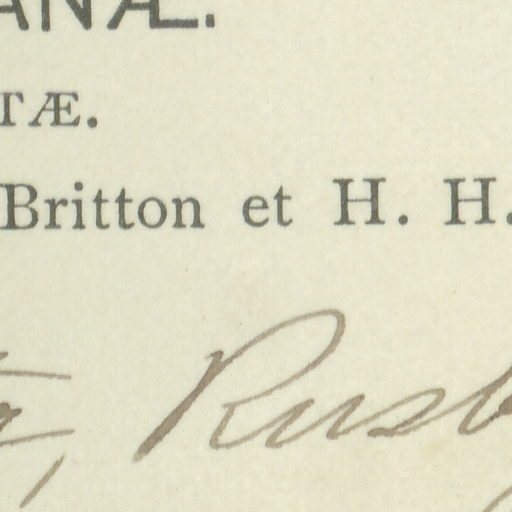 ANÆ.
TÆ.
Britton et H. H.
, Rusb